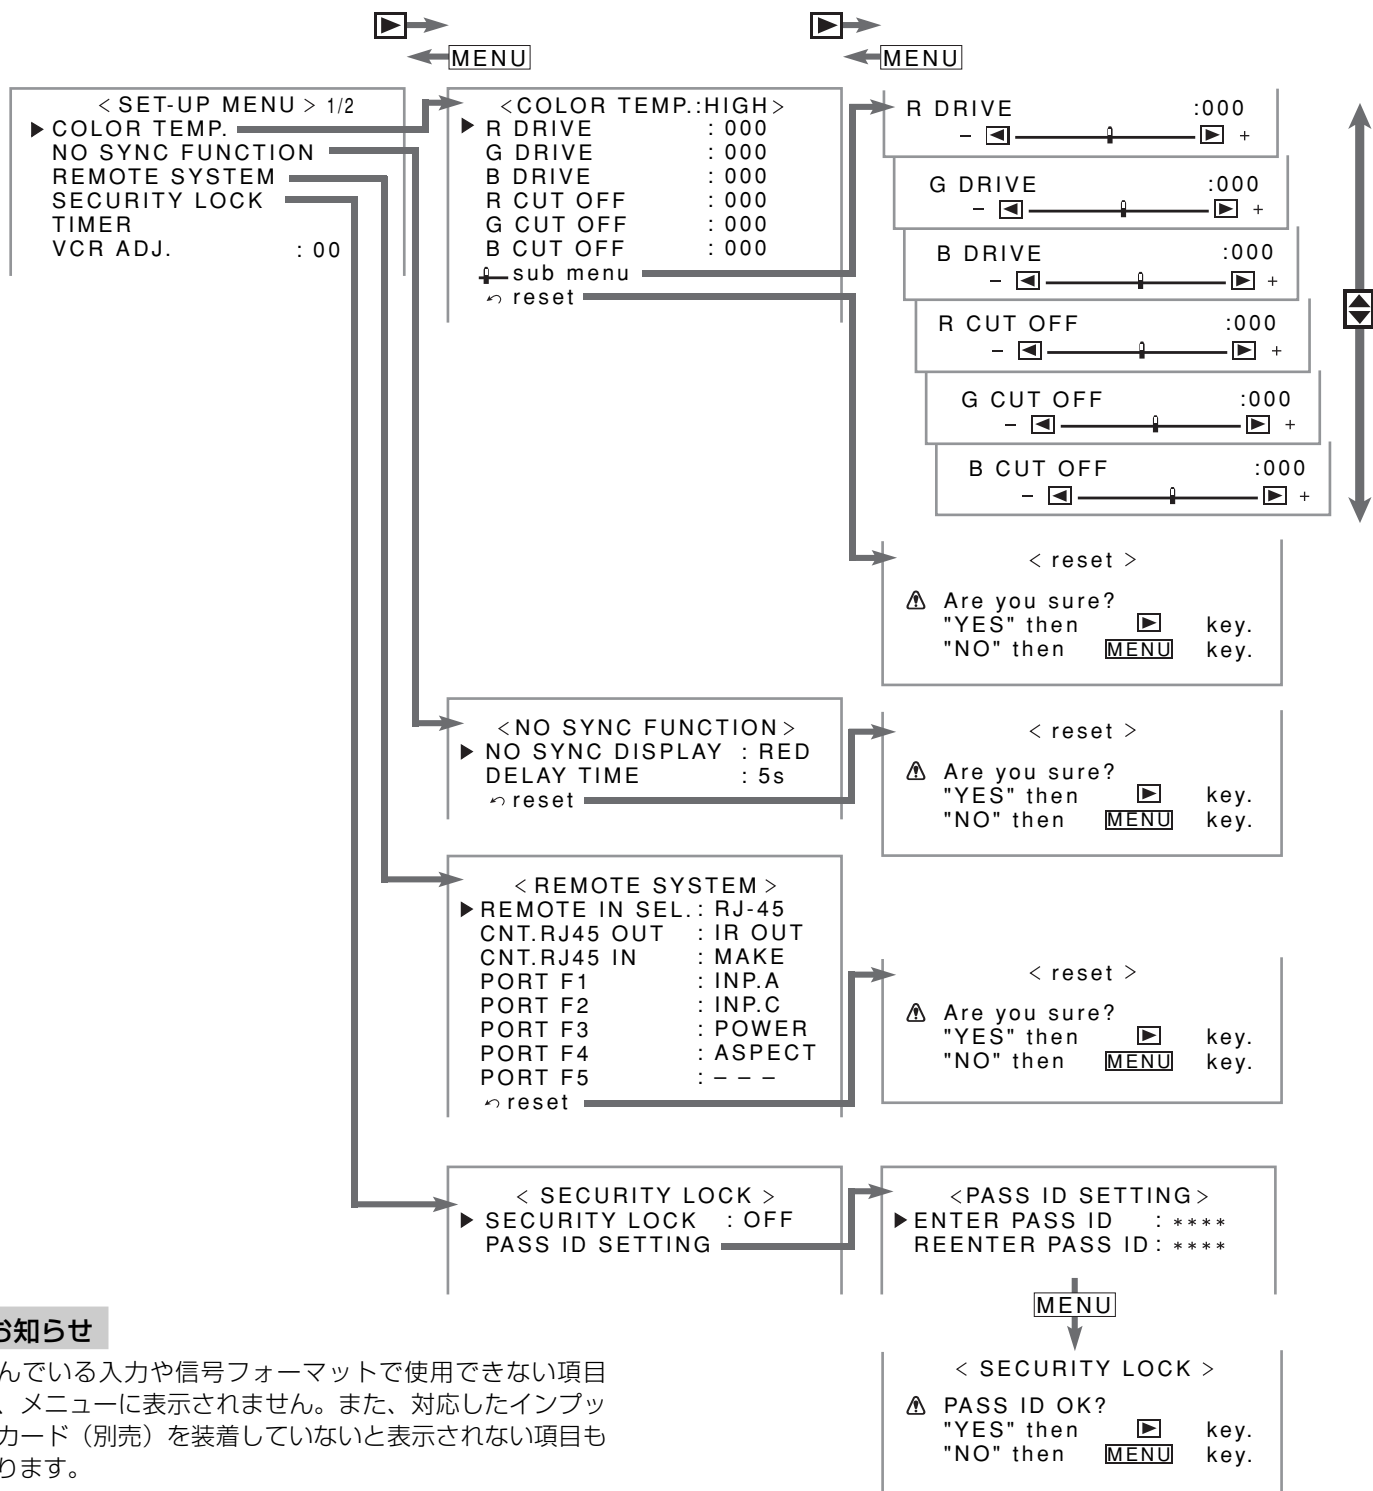 MENU
MENU
< SET-UP MENU > 1/2
COLOR TEMP.
NO SYNC FUNCTION
REMOTE SYSTEM
SECURITY LOCK
TIMER
VCR ADJ. : 00
<COLOR TEMP.:HIGH>
R DRIVE : 000
G DRIVE : 000
B DRIVE : 000
R CUT OFF : 000
G CUT OFF : 000
B CUT OFF : 000
sub menu
reset
R DRIVE :000
– +
G DRIVE :000
– +
B DRIVE :000
– +
R CUT OFF :000
– +
G CUT OFF :000
– +
B CUT OFF :000
– +
< reset >
Are you sure?
"YES" then key.
"NO" then MENU key.
<NO SYNC FUNCTION>
NO SYNC DISPLAY : RED
DELAY TIME : 5s
reset
< reset >
Are you sure?
"YES" then key.
"NO" then MENU key.
< REMOTE SYSTEM >
REMOTE IN SEL. : RJ-45
CNT.RJ45 OUT : IR OUT
CNT.RJ45 IN : MAKE
PORT F1 : INP.A
PORT F2 : INP.C
PORT F3 : POWER
PORT F4 : ASPECT
PORT F5 : – – –
reset
< reset >
Are you sure?
"YES" then key.
"NO" then MENU key.
< SECURITY LOCK >
SECURITY LOCK : OFF
PASS ID SETTING
<PASS ID SETTING>
ENTER PASS ID : ****
REENTER PASS ID : ****
MENU
< SECURITY LOCK >
PASS ID OK?
"YES" then key.
"NO" then MENU key.
お知らせ
んでいる入力や信号フォーマットで使用できない項目
、メニューに表示されません。また、対応したインプッ
カード（別売）を装着していないと表示されない項目も
ります。